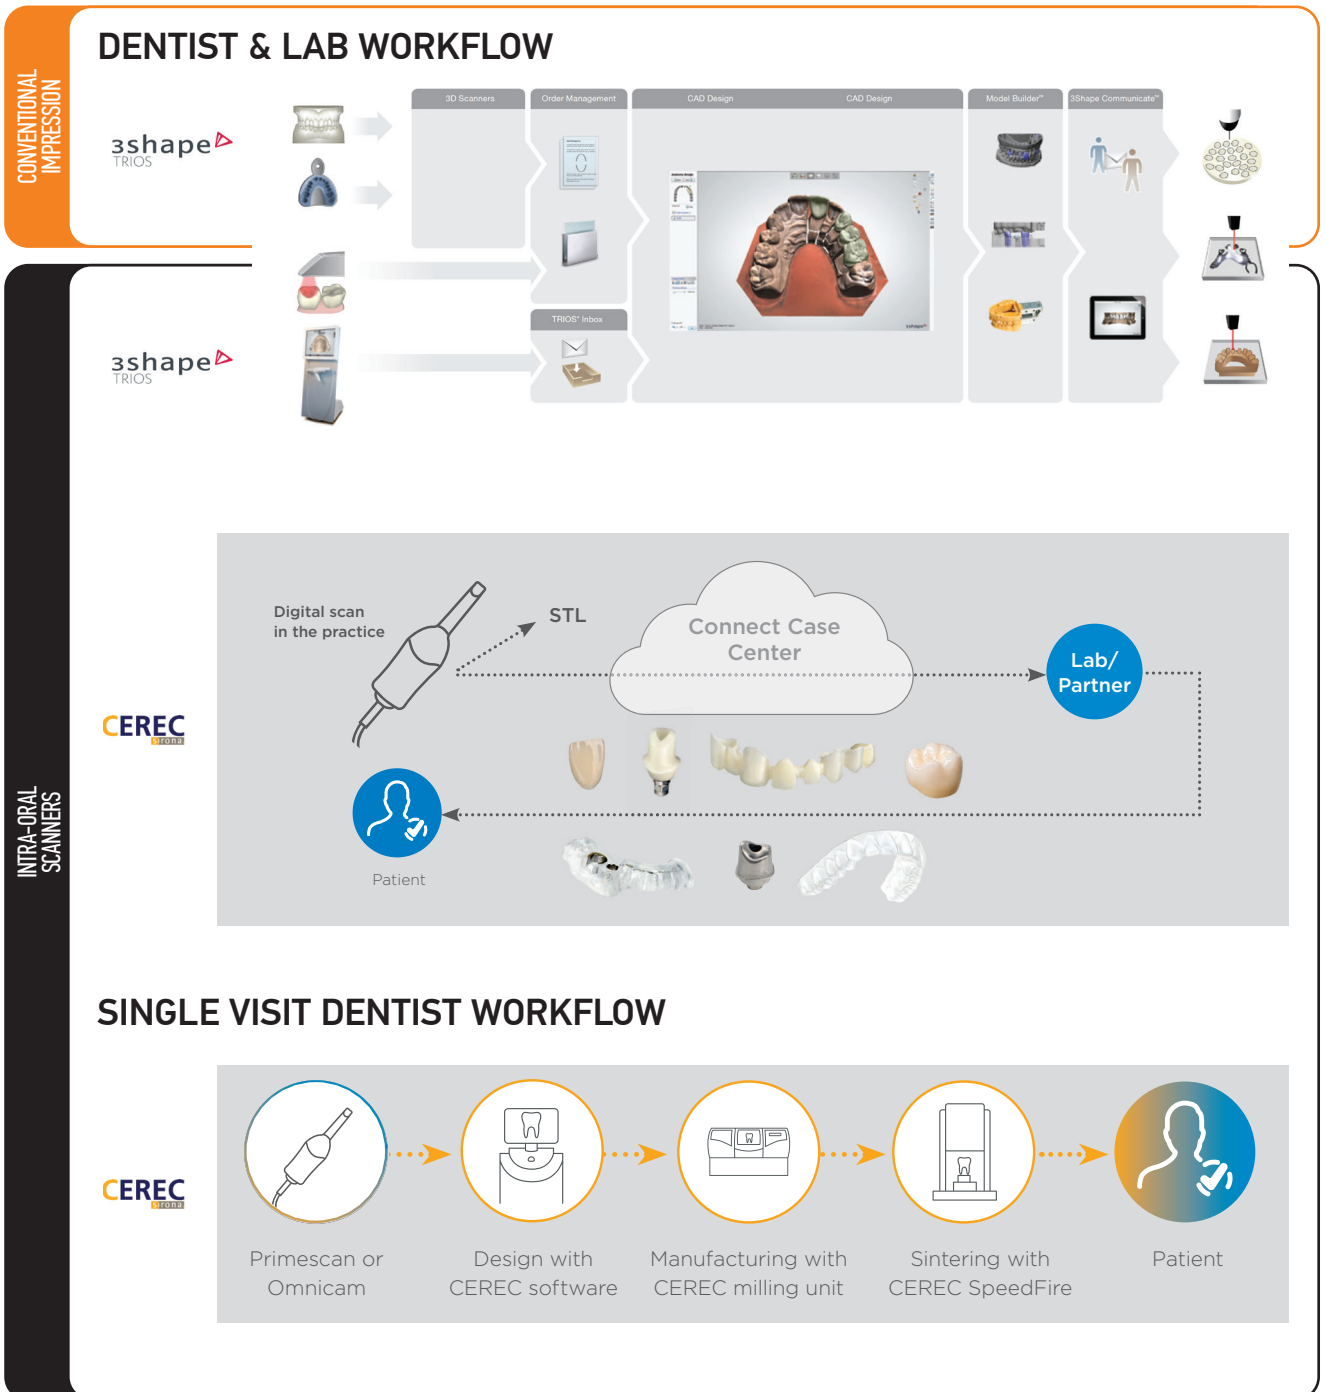 DENTIST & LAB WORKFLOW
CONVENTIONAL
IMPRESSION
3shape
TRIOS
3D Scanners
Order Management
CAD Design
CAD Design
Model Builder™
3Shape Communicate™
TRIOS® Inbox
3shape
3shape
TRIOS
INTRA-ORAL
SCANNERS
CEREC
sirona
Digital scan
in the practice
STL
Connect Case
Center
Lab/
Partner
Patient
SINGLE VISIT DENTIST WORKFLOW
CEREC
sirona
Primescan or
Omnicam
Design with
CEREC software
Manufacturing with
CEREC milling unit
Sintering with
CEREC SpeedFire
Patient